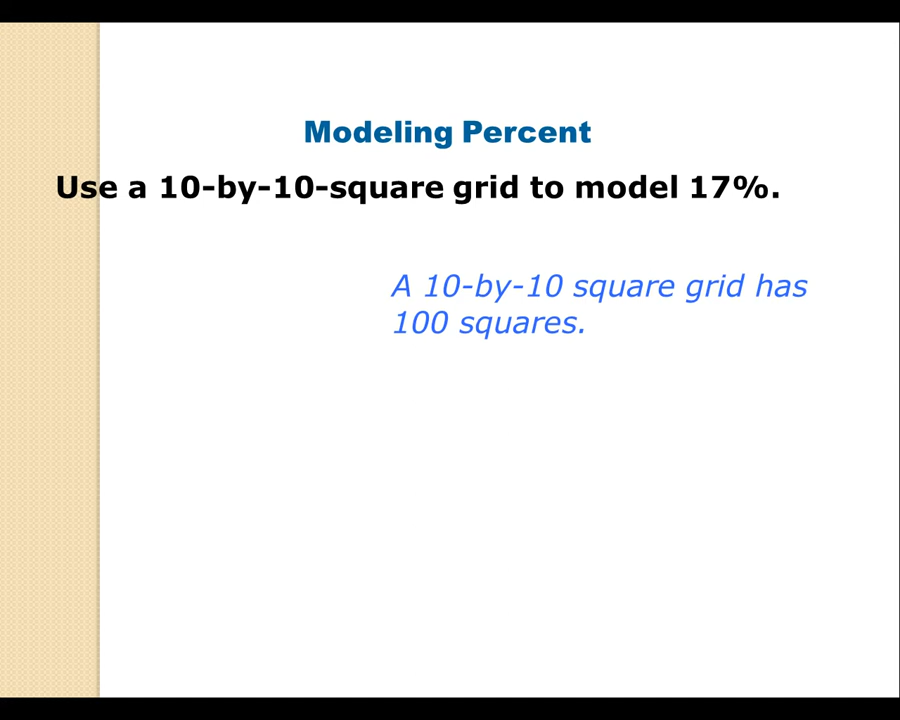 Modeling Percent
Use a 10-by-10-square grid to model 17%.
A 10-by-10 square grid has
100 squares.